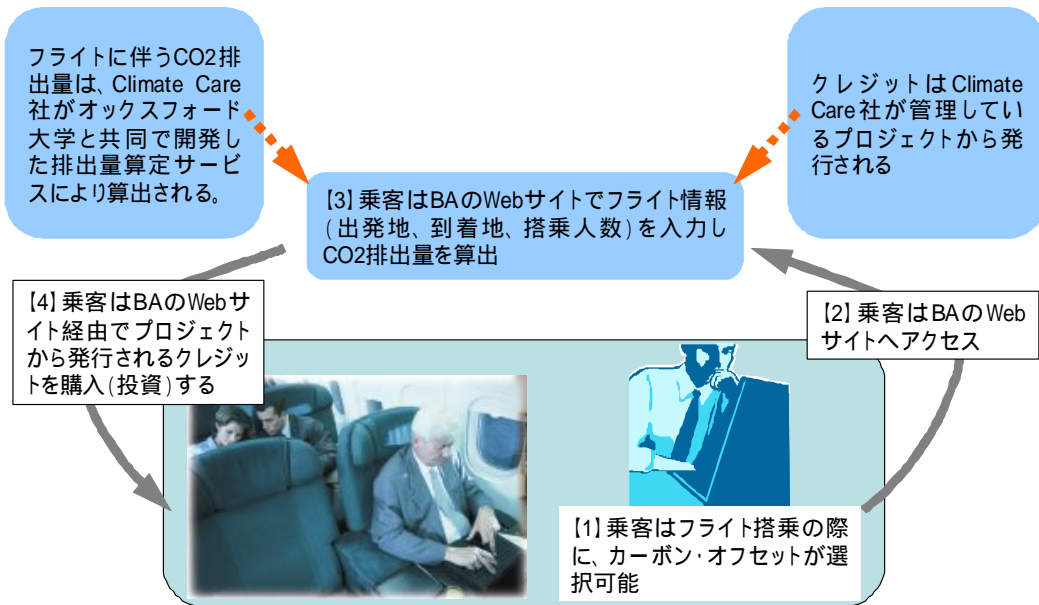 フライトに伴うCO2排
出量は、Climate Care
社がオックスフォード
大学と共同で開発し
た排出量算定サービ
スにより算出される。
クレジットはClimate
Care社が管理してい
るプロジェクトから発
行される
【3】乗客はBAのWebサイトでフライト情報
(出発地、到着地、搭乗人数)を入力し
CO2排出量を算出
【4】乗客はBAのWebサ
イト経由でプロジェクト
から発行されるクレジッ
トを購入(投資)する
【2】乗客はBAのWeb
サイトへアクセス
【1】乗客はフライト搭乗の際
に、カーボン・オフセットが選
択可能